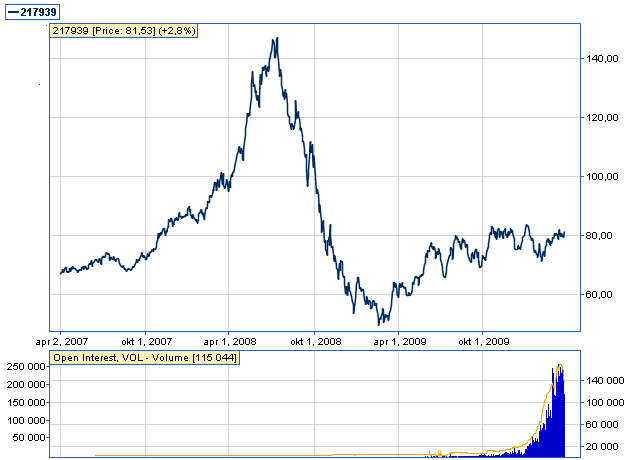 217939
217939 [Price: 81,53] (+2,8%)
140,00
120,00
100,00
80,00
60,00
apr 2, 2007 okt 1, 2007 apr 1, 2008 okt 1, 2008 apr 1, 2009 okt 1, 2009
Open Interest, VOL - Volume [115 044]
250 000
200 000 140 000
150 000
100 000 100 000
60 000
50 000
20 000